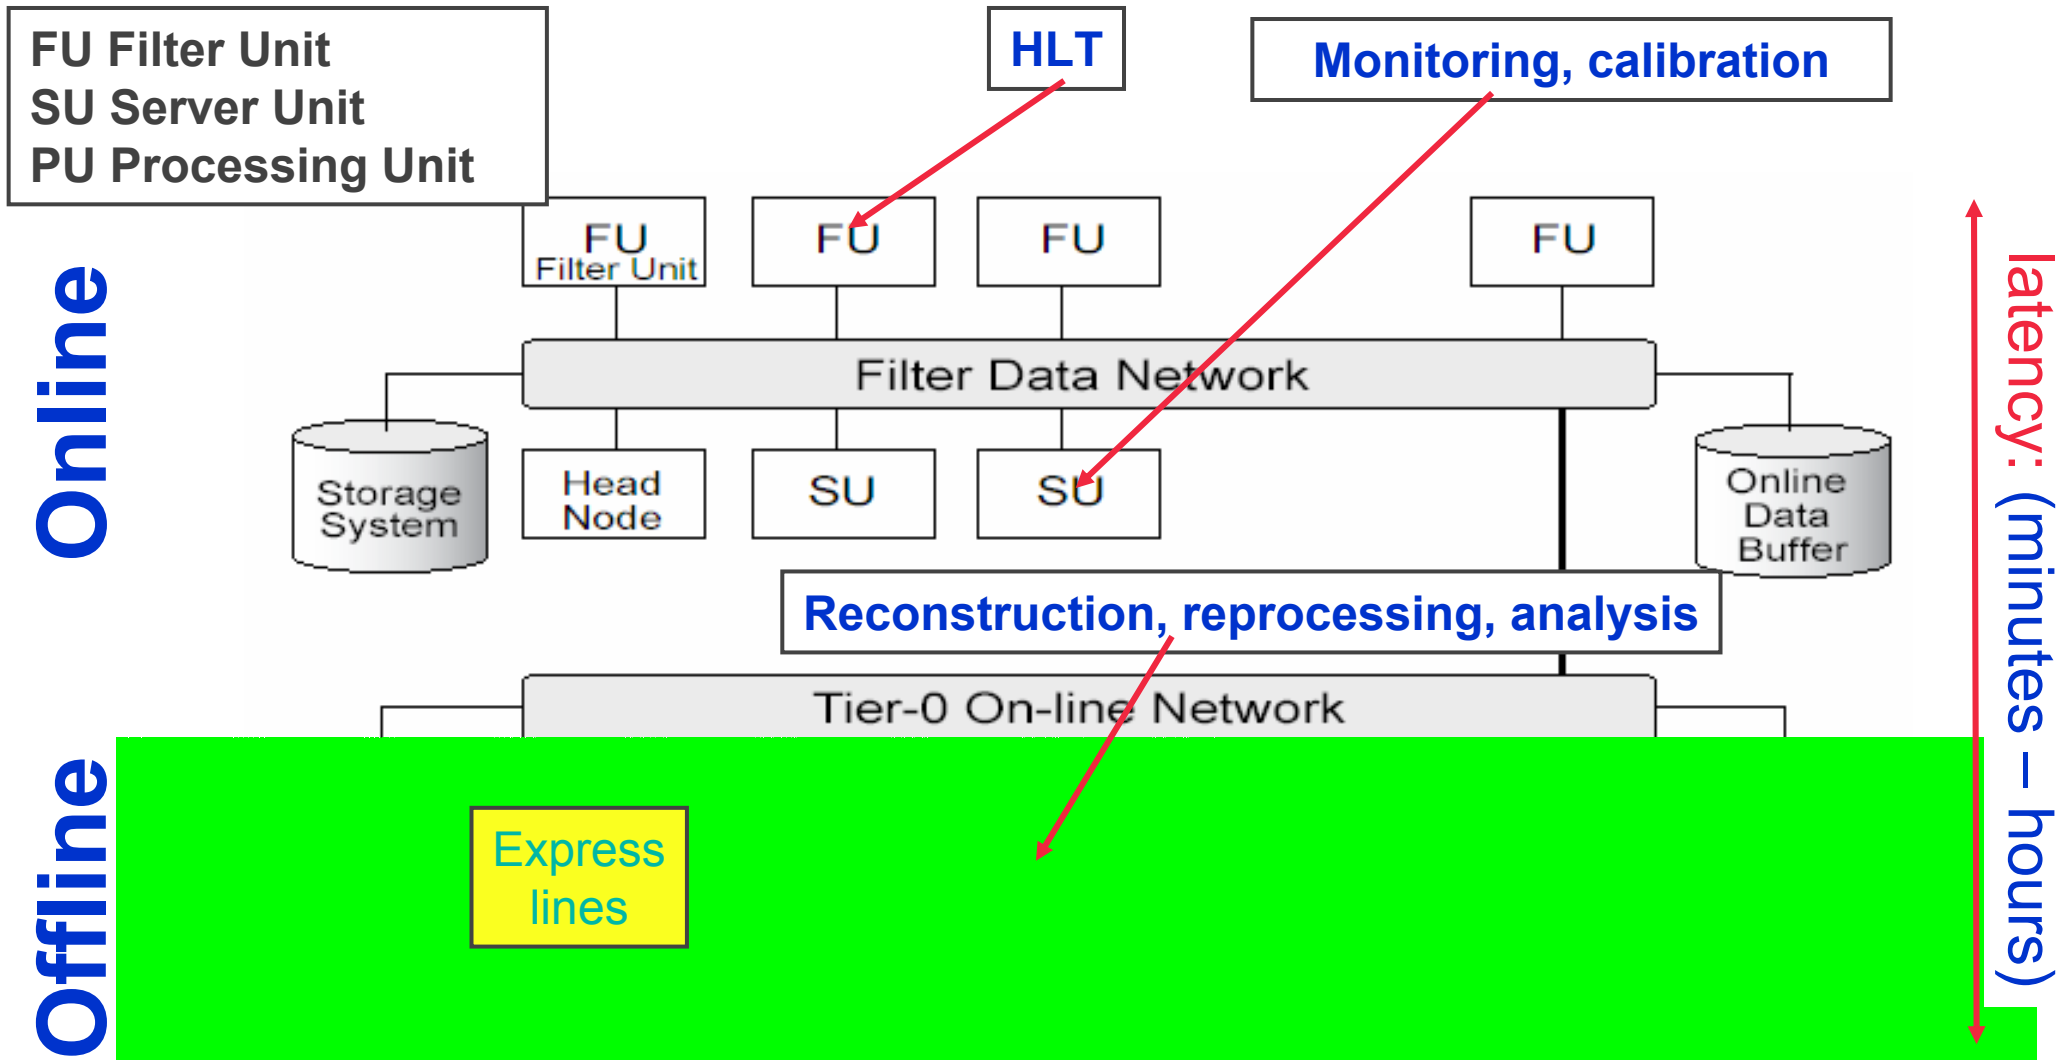 FU Filter Unit
SU Server Unit
PU Processing Unit
HLT
Monitoring, calibration
FU
Filter Unit
FU
FU
FU
Online
Filter Data Network
Storage
System
Head
Node
SU
SU
Online
Data
Buffer
latency: (minutes – hours)
Reconstruction, reprocessing, analysis
Tier-0 On-line Network
Offline
Express
lines